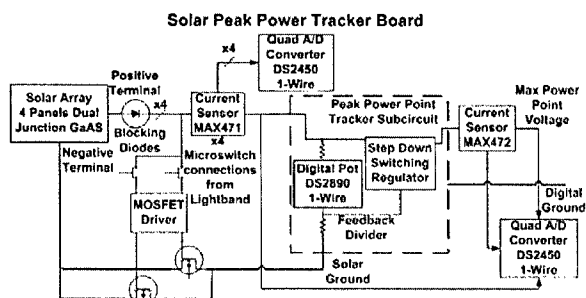 Solar Peak Power Tracker Board
x4
Quad A/D
Converter
DS2450
1-Wire
Positive
Terminal
x4
Solar Array
4 Panels Dual
Junction GaAS
Blocking
Diodes
Current
Sensor
MAX471
x4
Peak Power Point
Tracker Subcircuit
Current
Sensor
MAX472
Max Power
Point
Voltage
Negative
Terminal
Microswitch
connections
from
Lightband
Digital Pot
DS2890
1-Wire
Step Down
Switching
Regulator
MOSFET
Driver
Feedback
Divider
Digital
Ground
Solar
Ground
Quad A/D
Converter
DS2450
1-Wire